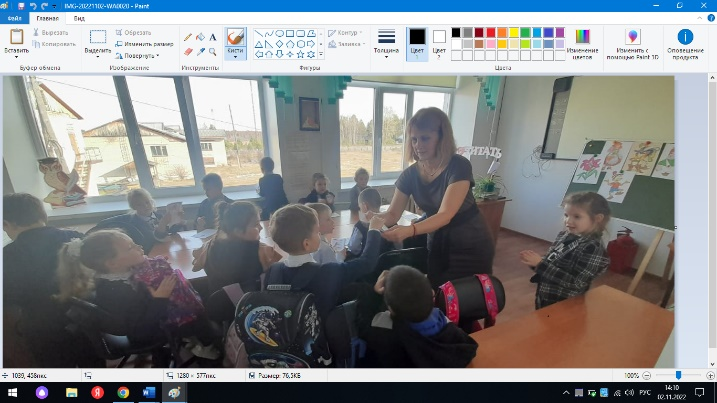 IMG-20221102-WA0020 - Paint
Файл
Главная
Вид
Вставить
Вырезать
Копировать
Буфер обмена
Выделить
Обрезать
Изменить размер
Повернуть
Изображение
Инструменты
Кисти
Контур
Заливка
Фигуры
Толщина
Цвет 1
Цвет 2
Цвета
Изменение цветов
Изменить с помощью Paint 3D
Оповещение продукта
ЧИТАТЬ
1039, 458пкс
1280 × 577пкс
Размер: 76,5КБ
100%
РУС
14:10
02.11.2022